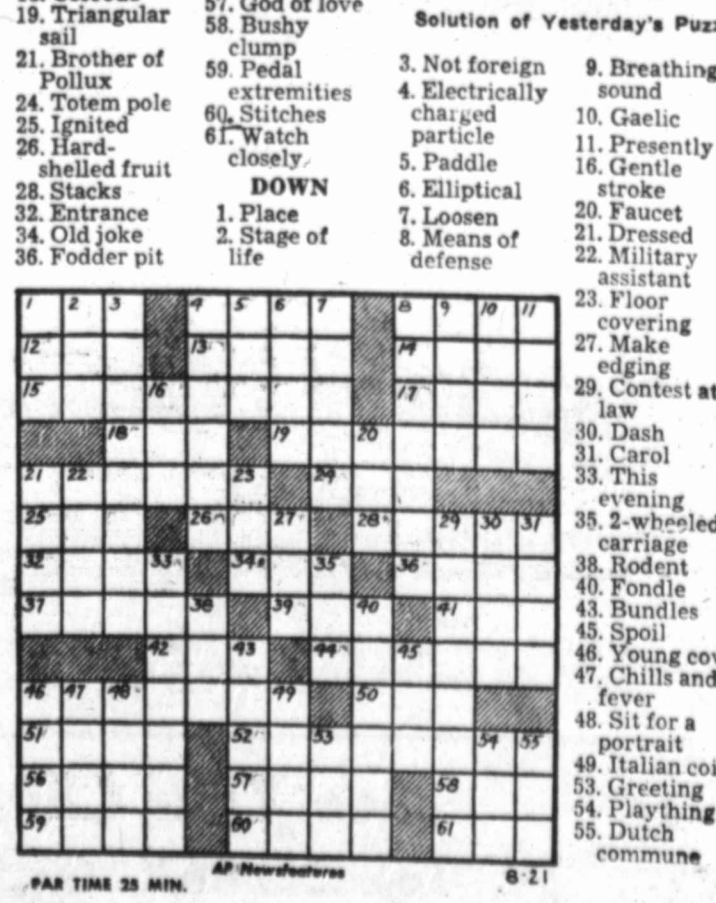 19. Triangular
sail
21. Brother of
Pollux
24. Totem pole
25. Ignited
26. Hard-
shelled fruit
28. Stacks
32. Entrance
34. Old joke
36. Fodder pit
57. God of love
58. Bushy
clump
59. Pedal
extremities
60. Stitches
61. Watch
closely
DOWN
1. Place
2. Stage of
life
Solution of Yesterday's
3. Not foreign
4. Electrically
charged
particle
5. Paddle
6. Elliptical
7. Loosen
8. Means of
defense
9. Breathing
sound
10. Gaelic
11. Presently
16. Gentle
stroke
20. Faucet
21. Dressed
22. Military
assistant
23. Floor
covering
27. Make
edging
29. Contest at
law
30. Dash
31. Carol
33. This
evening
35. 2-wheeled
carriage
38. Rodent
40. Fondle
43. Bundles
45. Spoil
46. Young
47. Chills and
fever
48. Sit for a
portrait
49. Italian
53. Greeting
54. Plaything
55. Dutch
commune
1 2 3 4 5 6 7 8 9 10 11
12 13 14
15 16 17
18 19 20
21 22 23 24
25 26 27 28 29 30 31
32 33 34 35 36
37 38 39 40 41
42 43 44 45
46 47 48 49 50
51 52 53 54 55
56 57 58
59 60 61
PAR TIME 25 MIN.
AP Newsfeatures
8-21